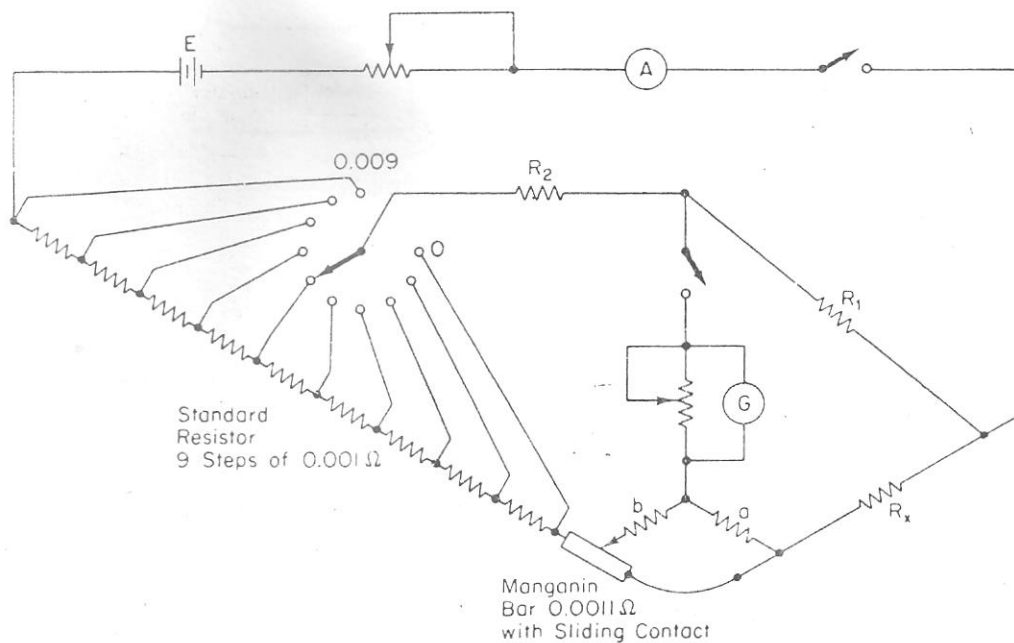 E
A
0.009
R2
O
R1
G
Standard
Resistor
9 Steps of 0.001 Ω
b
a
Rx
Manganin
Bar 0.0011 Ω
with Sliding Contact